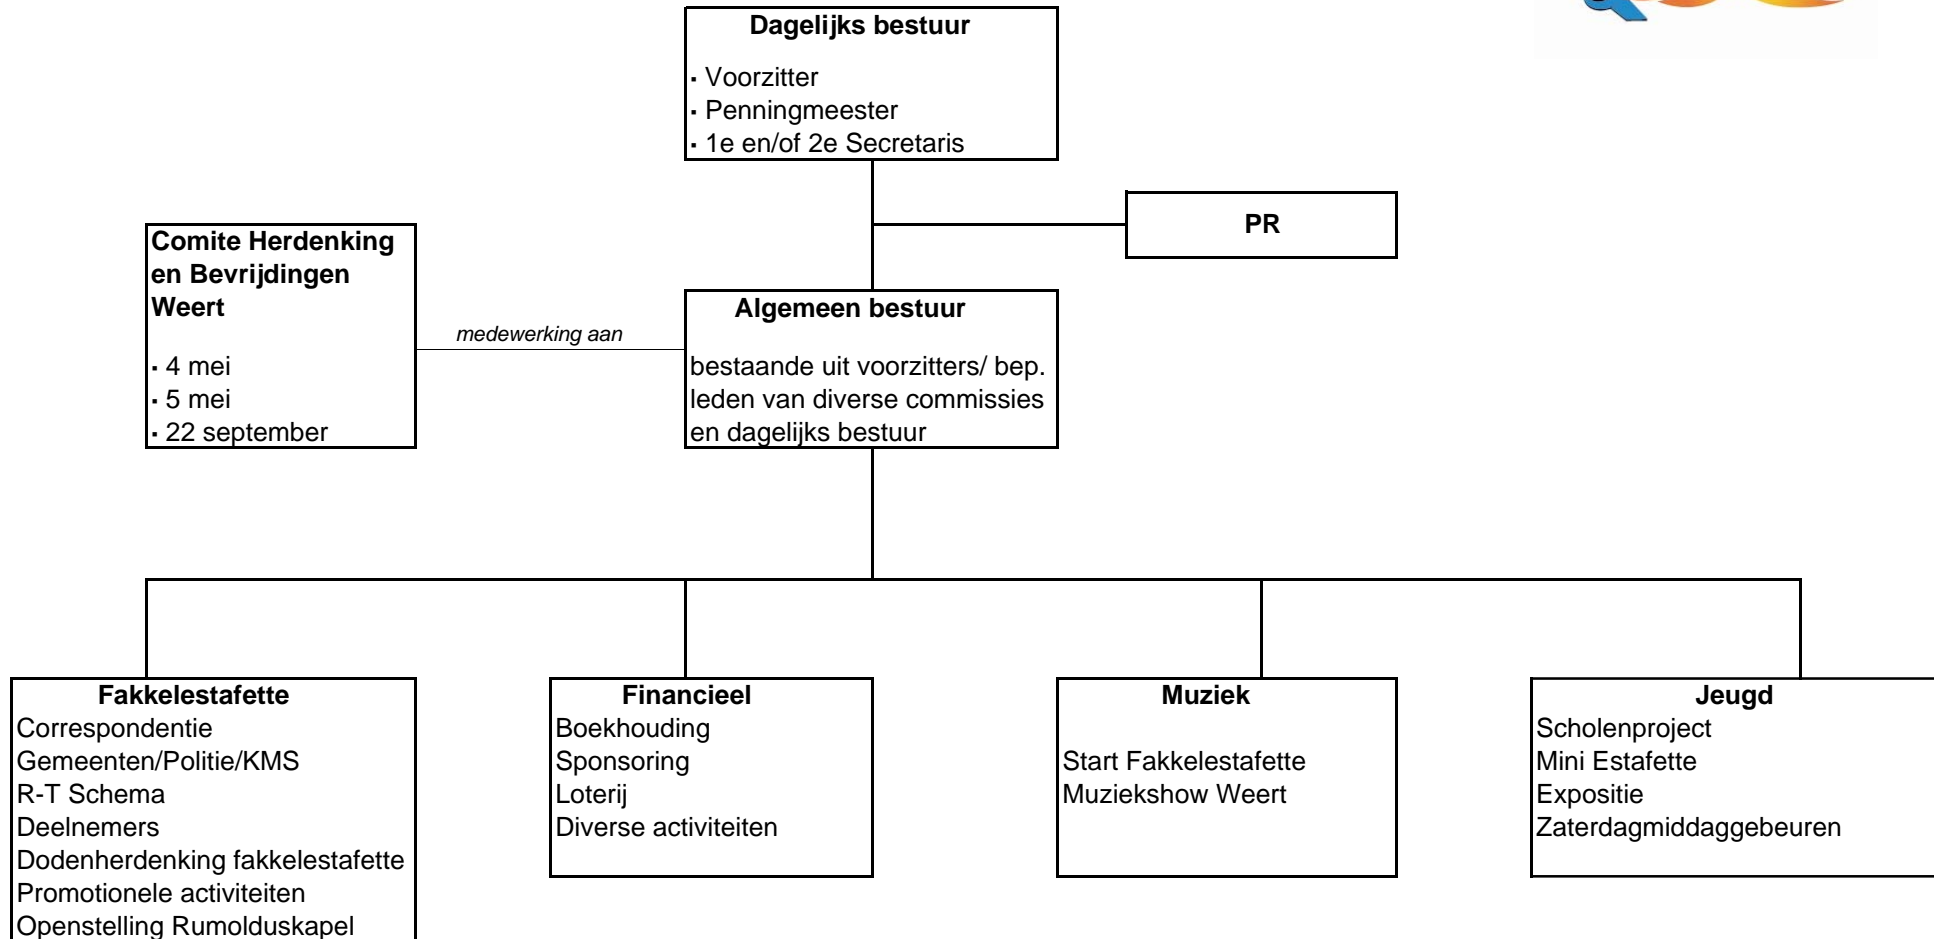 Dagelijks bestuur
▪ Voorzitter
▪ Penningmeester
▪ 1e en/of 2e Secretaris
PR
Comite Herdenking
en Bevrijdingen
Weert
▪ 4 mei
▪ 5 mei
▪ 22 september
medewerking aan
Algemeen bestuur
bestaande uit voorzitters/ bep.
leden van diverse commissies
en dagelijks bestuur
Fakkelestafette
Correspondentie
Gemeenten/Politie/KMS
R-T Schema
Deelnemers
Dodenherdenking fakkelestafette
Promotionele activiteiten
Openstelling Rumolduskapel
Financieel
Boekhouding
Sponsoring
Loterij
Diverse activiteiten
Muziek
Start Fakkelestafette
Muziekshow Weert
Jeugd
Scholenproject
Mini Estafette
Expositie
Zaterdagmiddaggebeuren